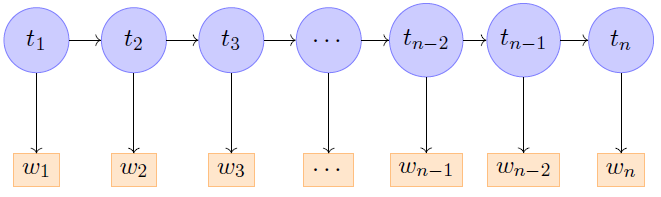 t₁ t₂ t₃ ⋯ tₙ₋₂ tₙ₋₁ tₙ
w₁ w₂ w₃ ⋯ wₙ₋₁ wₙ₋₂ wₙ